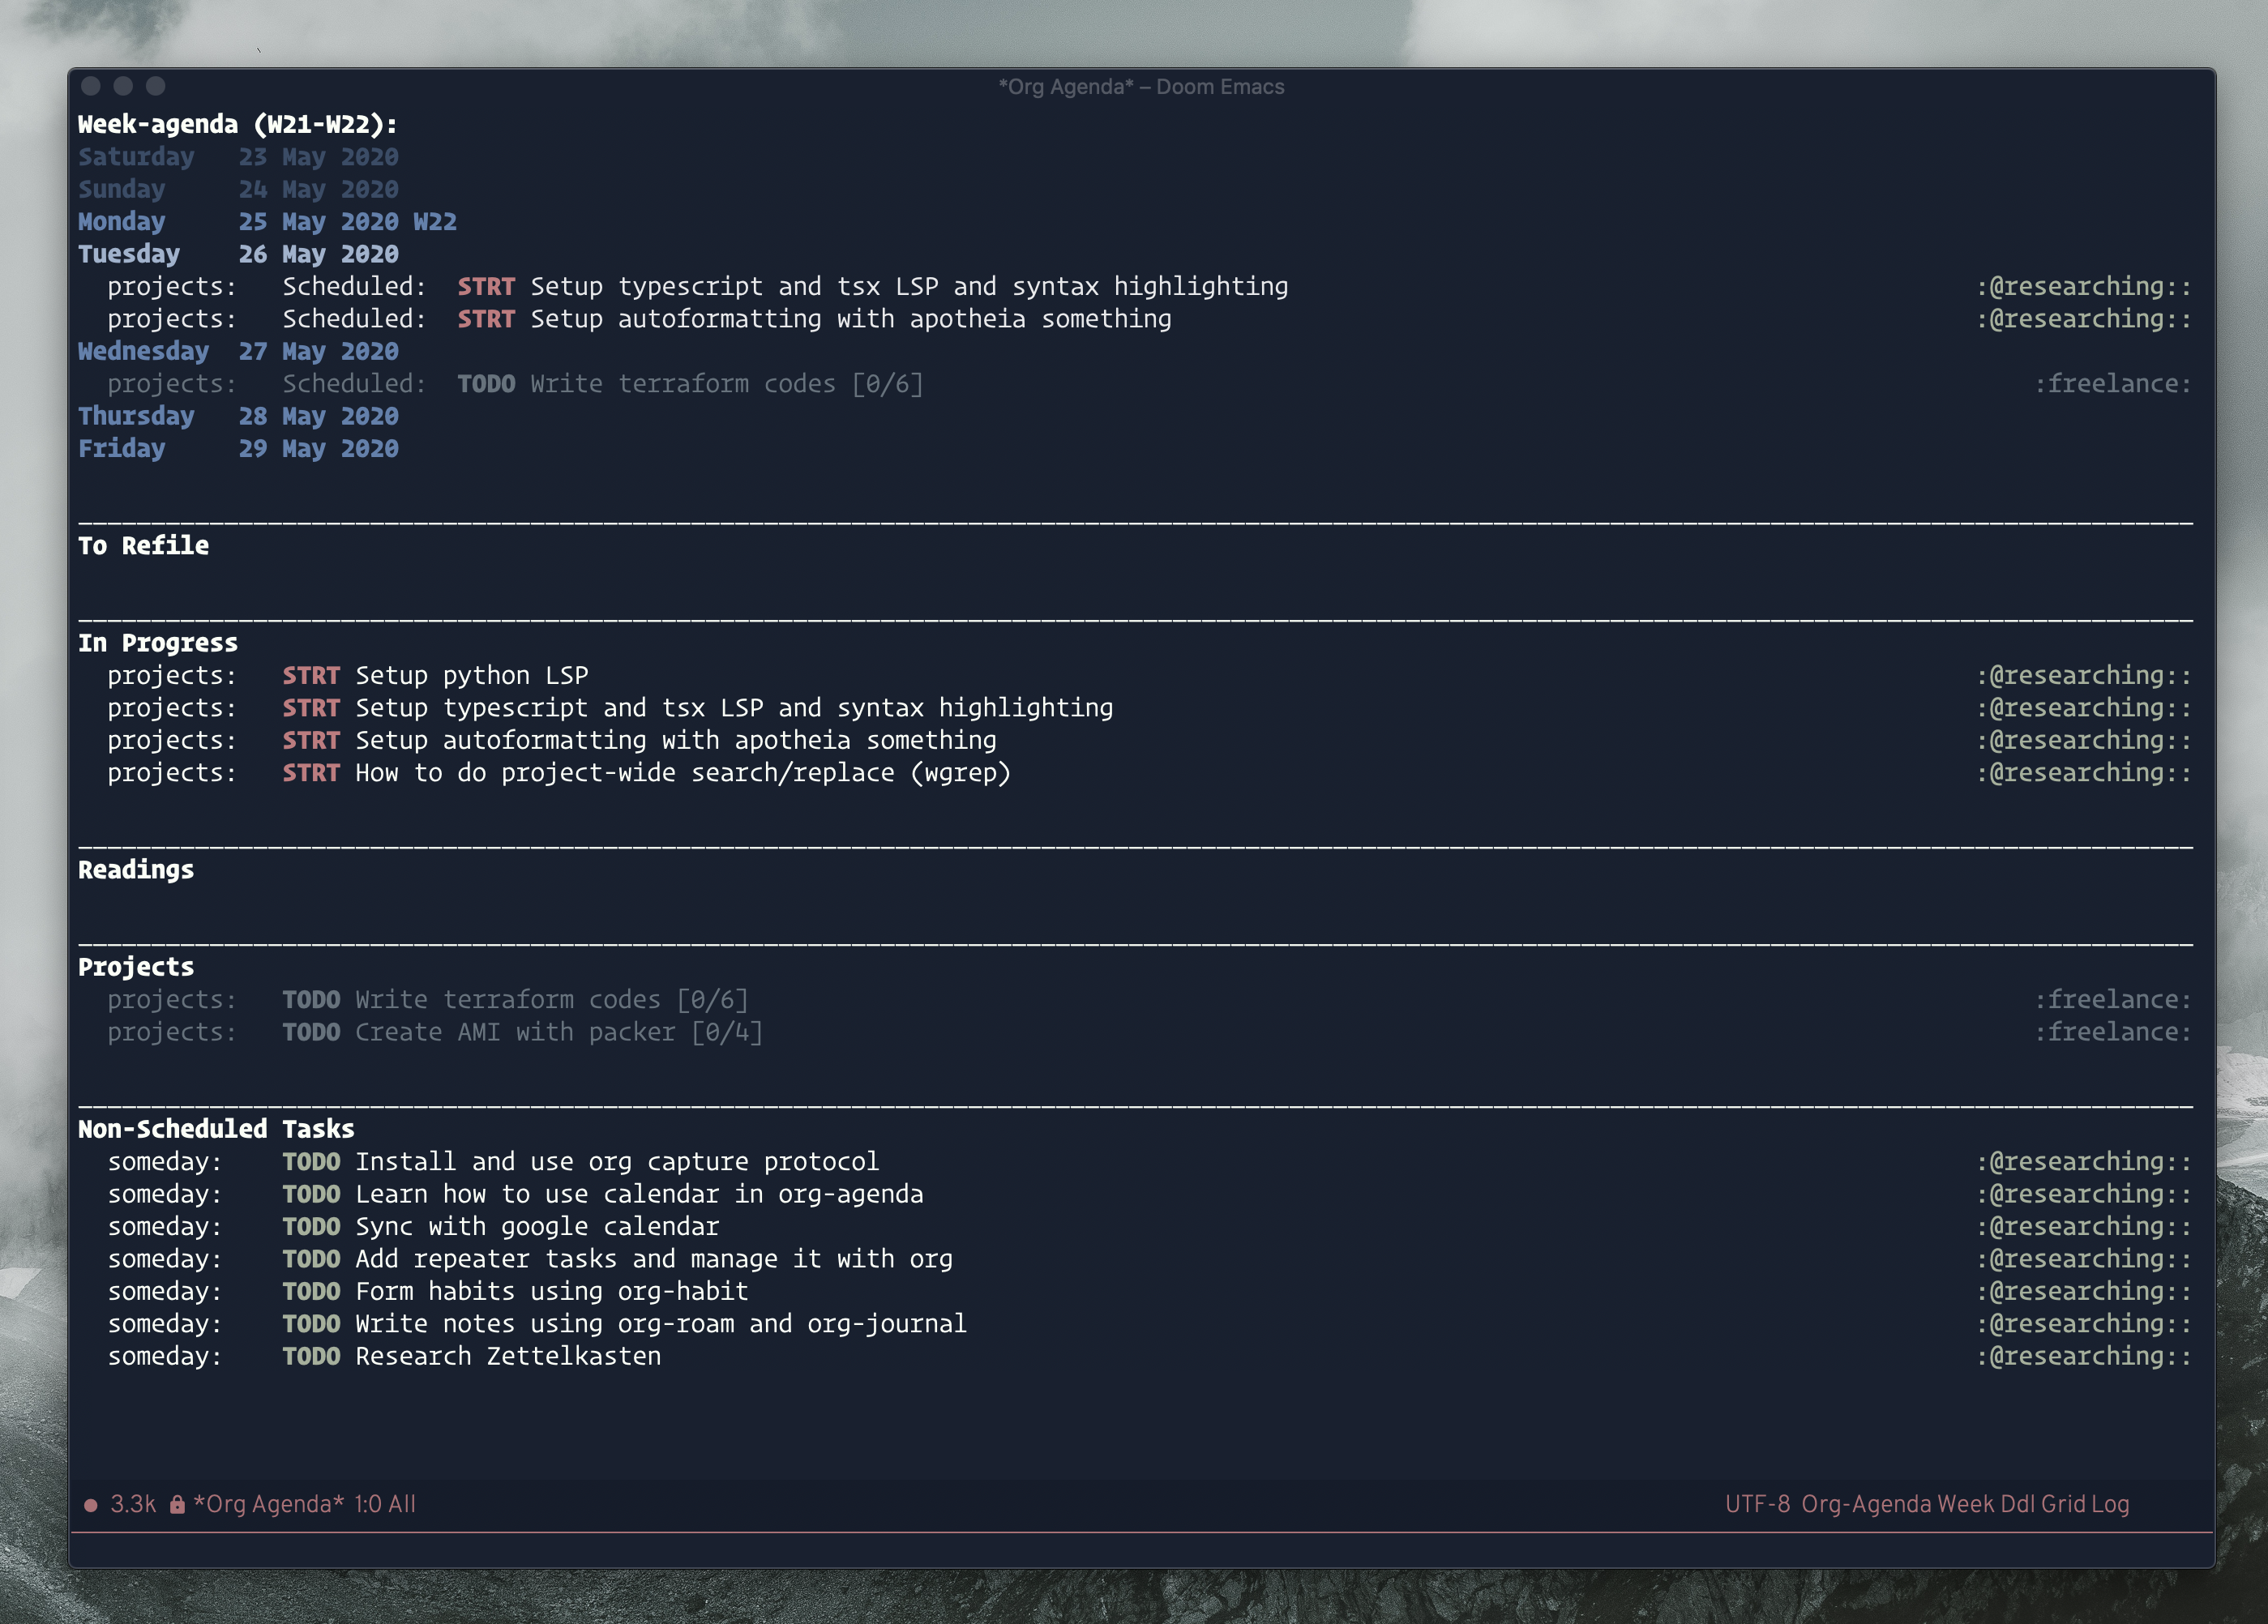 *Org Agenda* – Doom Emacs
Week-agenda (W21-W22):
Saturday   23 May 2020
Sunday     24 May 2020
Monday     25 May 2020 W22
Tuesday    26 May 2020
  projects:   Scheduled:  STRT Setup typescript and tsx LSP and syntax highlighting :@researching::
  projects:   Scheduled:  STRT Setup autoformatting with apotheia something :@researching::
Wednesday  27 May 2020
  projects:   Scheduled:  TODO Write terraform codes [0/6] :freelance:
Thursday   28 May 2020
Friday     29 May 2020
To Refile
In Progress
  projects:   STRT Setup python LSP :@researching::
  projects:   STRT Setup typescript and tsx LSP and syntax highlighting :@researching::
  projects:   STRT Setup autoformatting with apotheia something :@researching::
  projects:   STRT How to do project-wide search/replace (wgrep) :@researching::
Readings
Projects
  projects:   TODO Write terraform codes [0/6] :freelance:
  projects:   TODO Create AMI with packer [0/4] :freelance:
Non-Scheduled Tasks
  someday:    TODO Install and use org capture protocol :@researching::
  someday:    TODO Learn how to use calendar in org-agenda :@researching::
  someday:    TODO Sync with google calendar :@researching::
  someday:    TODO Add repeater tasks and manage it with org :@researching::
  someday:    TODO Form habits using org-habit :@researching::
  someday:    TODO Write notes using org-roam and org-journal :@researching::
  someday:    TODO Research Zettelkasten :@researching::
3.3k *Org Agenda* 1:0 All UTF-8 Org-Agenda Week Ddl Grid Log